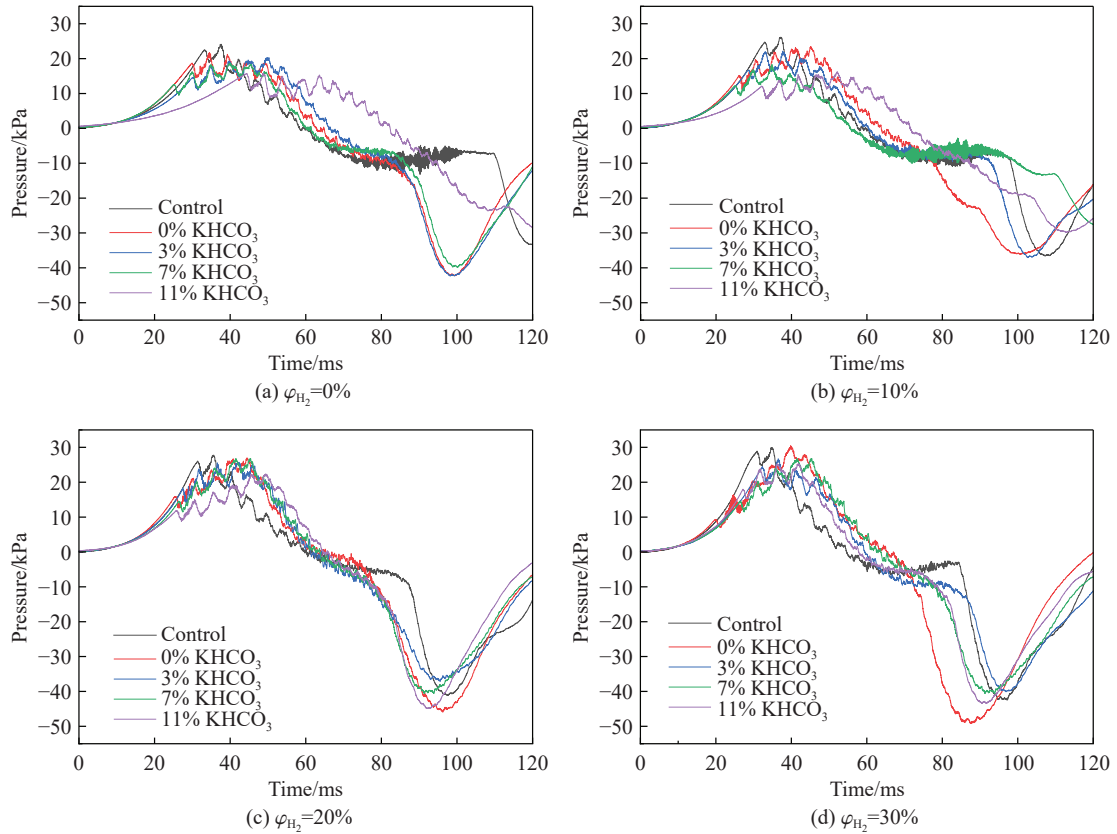 30
20
10
0
−10
−20
−30
−40
−50
Pressure/kPa
Control
0% KHCO₃
3% KHCO₃
7% KHCO₃
11% KHCO₃
0 20 40 60 80 100 120
Time/ms
(a) φH₂=0%
30
20
10
0
−10
−20
−30
−40
−50
Pressure/kPa
Control
0% KHCO₃
3% KHCO₃
7% KHCO₃
11% KHCO₃
0 20 40 60 80 100 120
Time/ms
(b) φH₂=10%
30
20
10
0
−10
−20
−30
−40
−50
Pressure/kPa
Control
0% KHCO₃
3% KHCO₃
7% KHCO₃
11% KHCO₃
0 20 40 60 80 100 120
Time/ms
(c) φH₂=20%
30
20
10
0
−10
−20
−30
−40
−50
Pressure/kPa
Control
0% KHCO₃
3% KHCO₃
7% KHCO₃
11% KHCO₃
0 20 40 60 80 100 120
Time/ms
(d) φH₂=30%